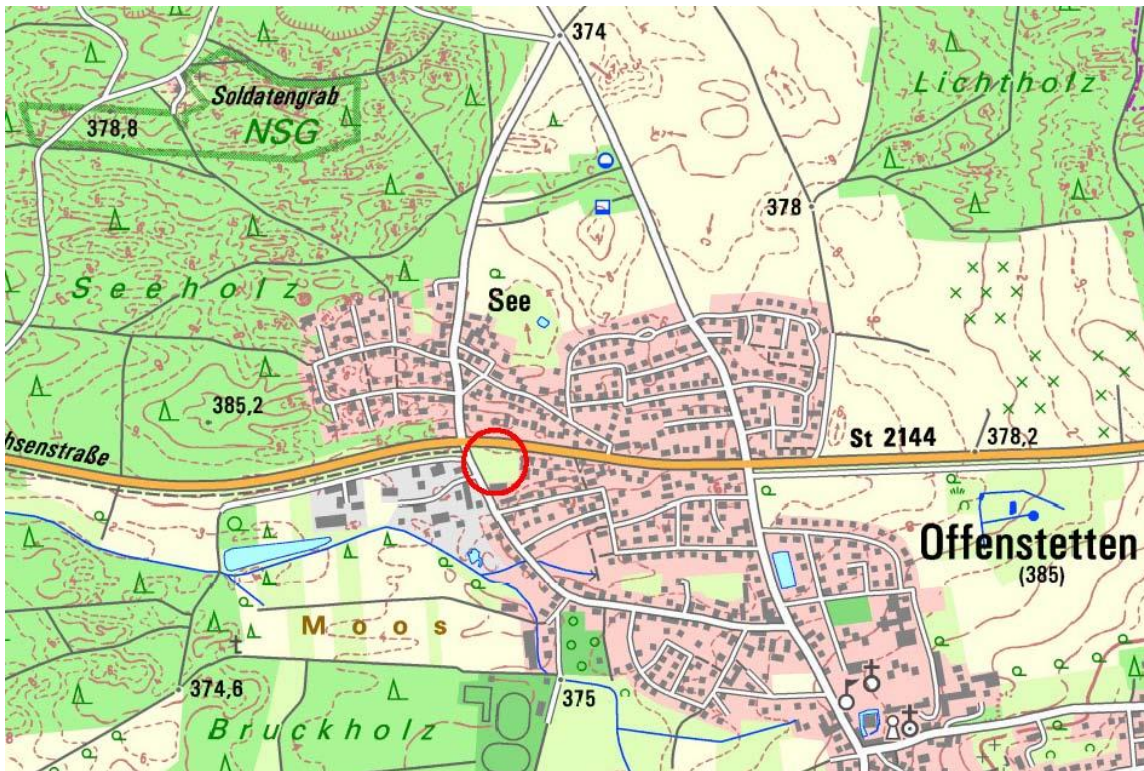 374
Soldatengrab
NSG
378,8
Lichtholz
378
See
Seeholz
385,2
hsenstraße
St 2144
378,2
Offenstetten
(385)
Moos
374,6
375
Bruckholz